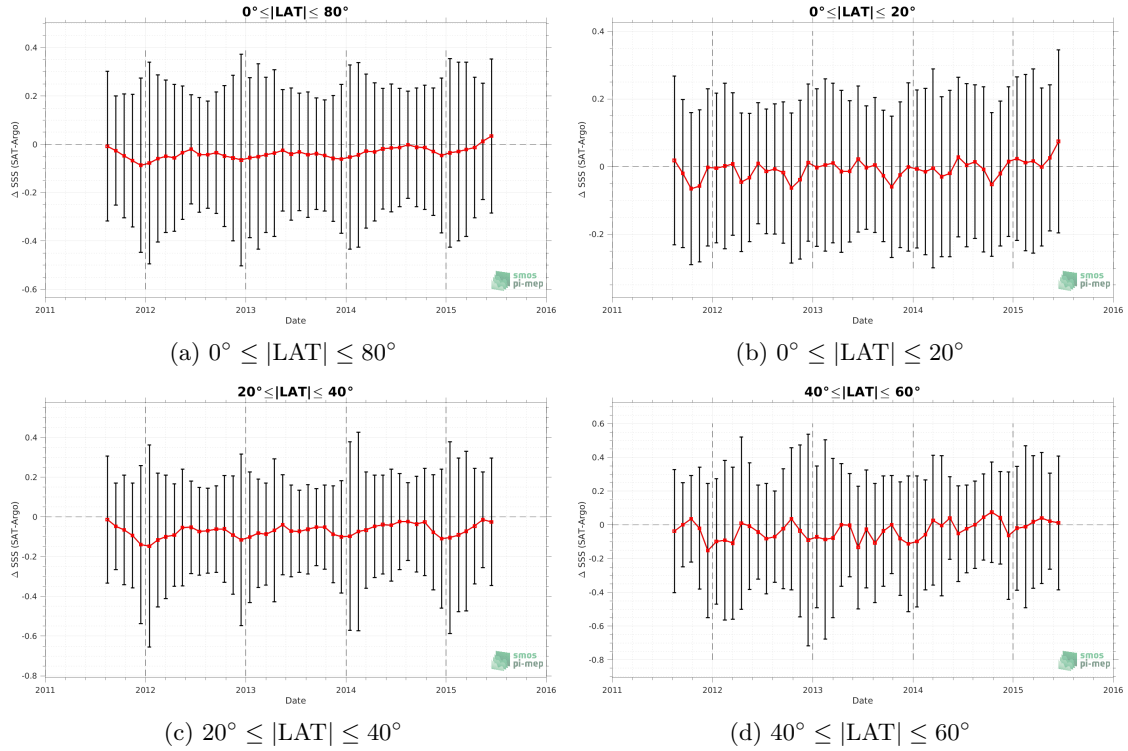 0°≤|LAT|≤ 80°
0.4
0.2
0
-0.2
-0.4
-0.6
Δ SSS (SAT-Argo)
smos
pi-mep
2011
2012
2013
2014
2015
2016
Date
(a) 0° ≤ |LAT| ≤ 80°
0°≤|LAT|≤ 20°
0.4
0.2
0
-0.2
Δ SSS (SAT-Argo)
smos
pi-mep
2011
2012
2013
2014
2015
2016
Date
(b) 0° ≤ |LAT| ≤ 20°
20°≤|LAT|≤ 40°
0.4
0.2
0
-0.2
-0.4
-0.6
-0.8
Δ SSS (SAT-Argo)
smos
pi-mep
2011
2012
2013
2014
2015
2016
Date
(c) 20° ≤ |LAT| ≤ 40°
40°≤|LAT|≤ 60°
0.6
0.4
0.2
0
-0.2
-0.4
-0.6
-0.8
Δ SSS (SAT-Argo)
smos
pi-mep
2011
2012
2013
2014
2015
2016
Date
(d) 40° ≤ |LAT| ≤ 60°